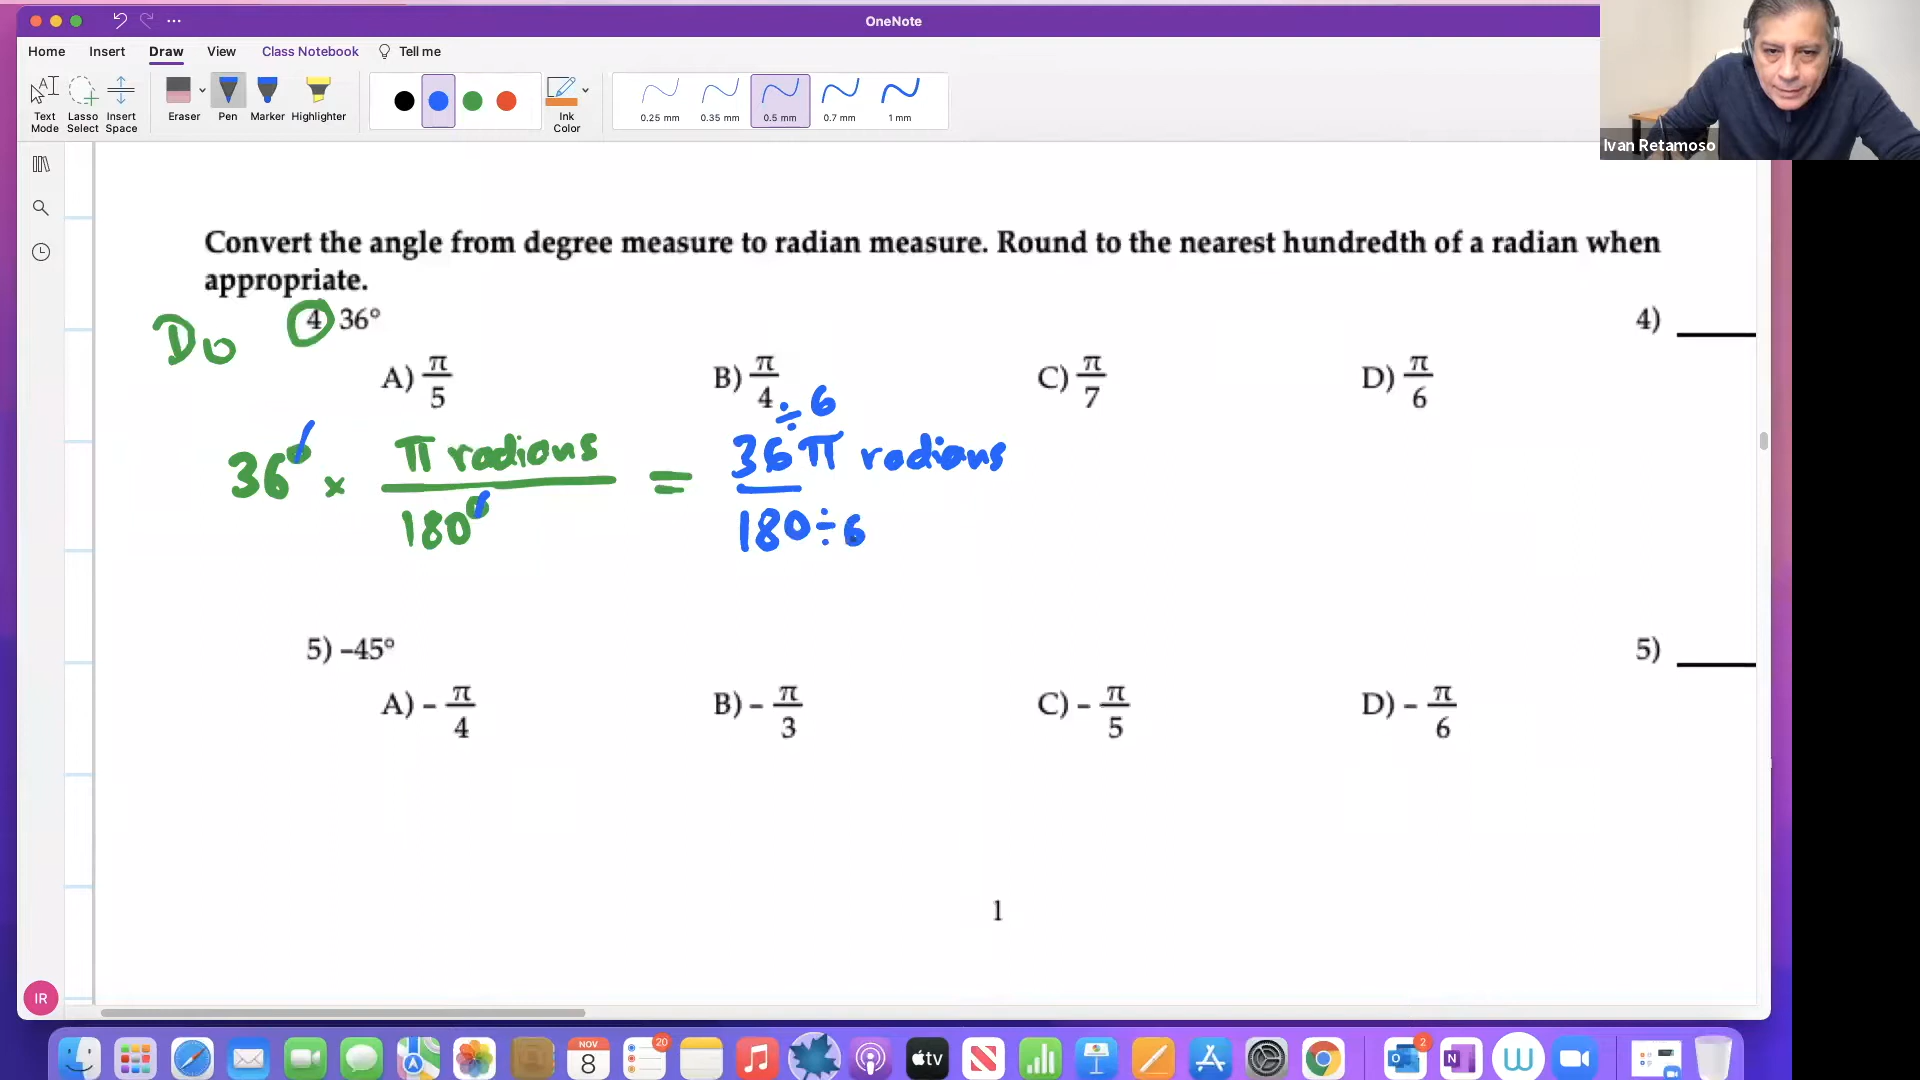 OneNote
Home Insert Draw View Class Notebook Tell me
Text Mode Lasso Select Insert Space Eraser Pen Marker Highlighter Ink Color 0.25 mm 0.35 mm 0.5 mm 0.7 mm 1 mm
Ivan Retamoso
Convert the angle from degree measure to radian measure. Round to the nearest hundredth of a radian when
appropriate.
Do 4 36° 4)
A) π/5 B) π/4 C) π/7 D) π/6
÷ 6
36° × π radians / 180° = 36 π radians / 180 ÷ 6
5) –45° 5)
A) – π/4 B) – π/3 C) – π/5 D) – π/6
1
IR
NOV 8 20 tv N W 2